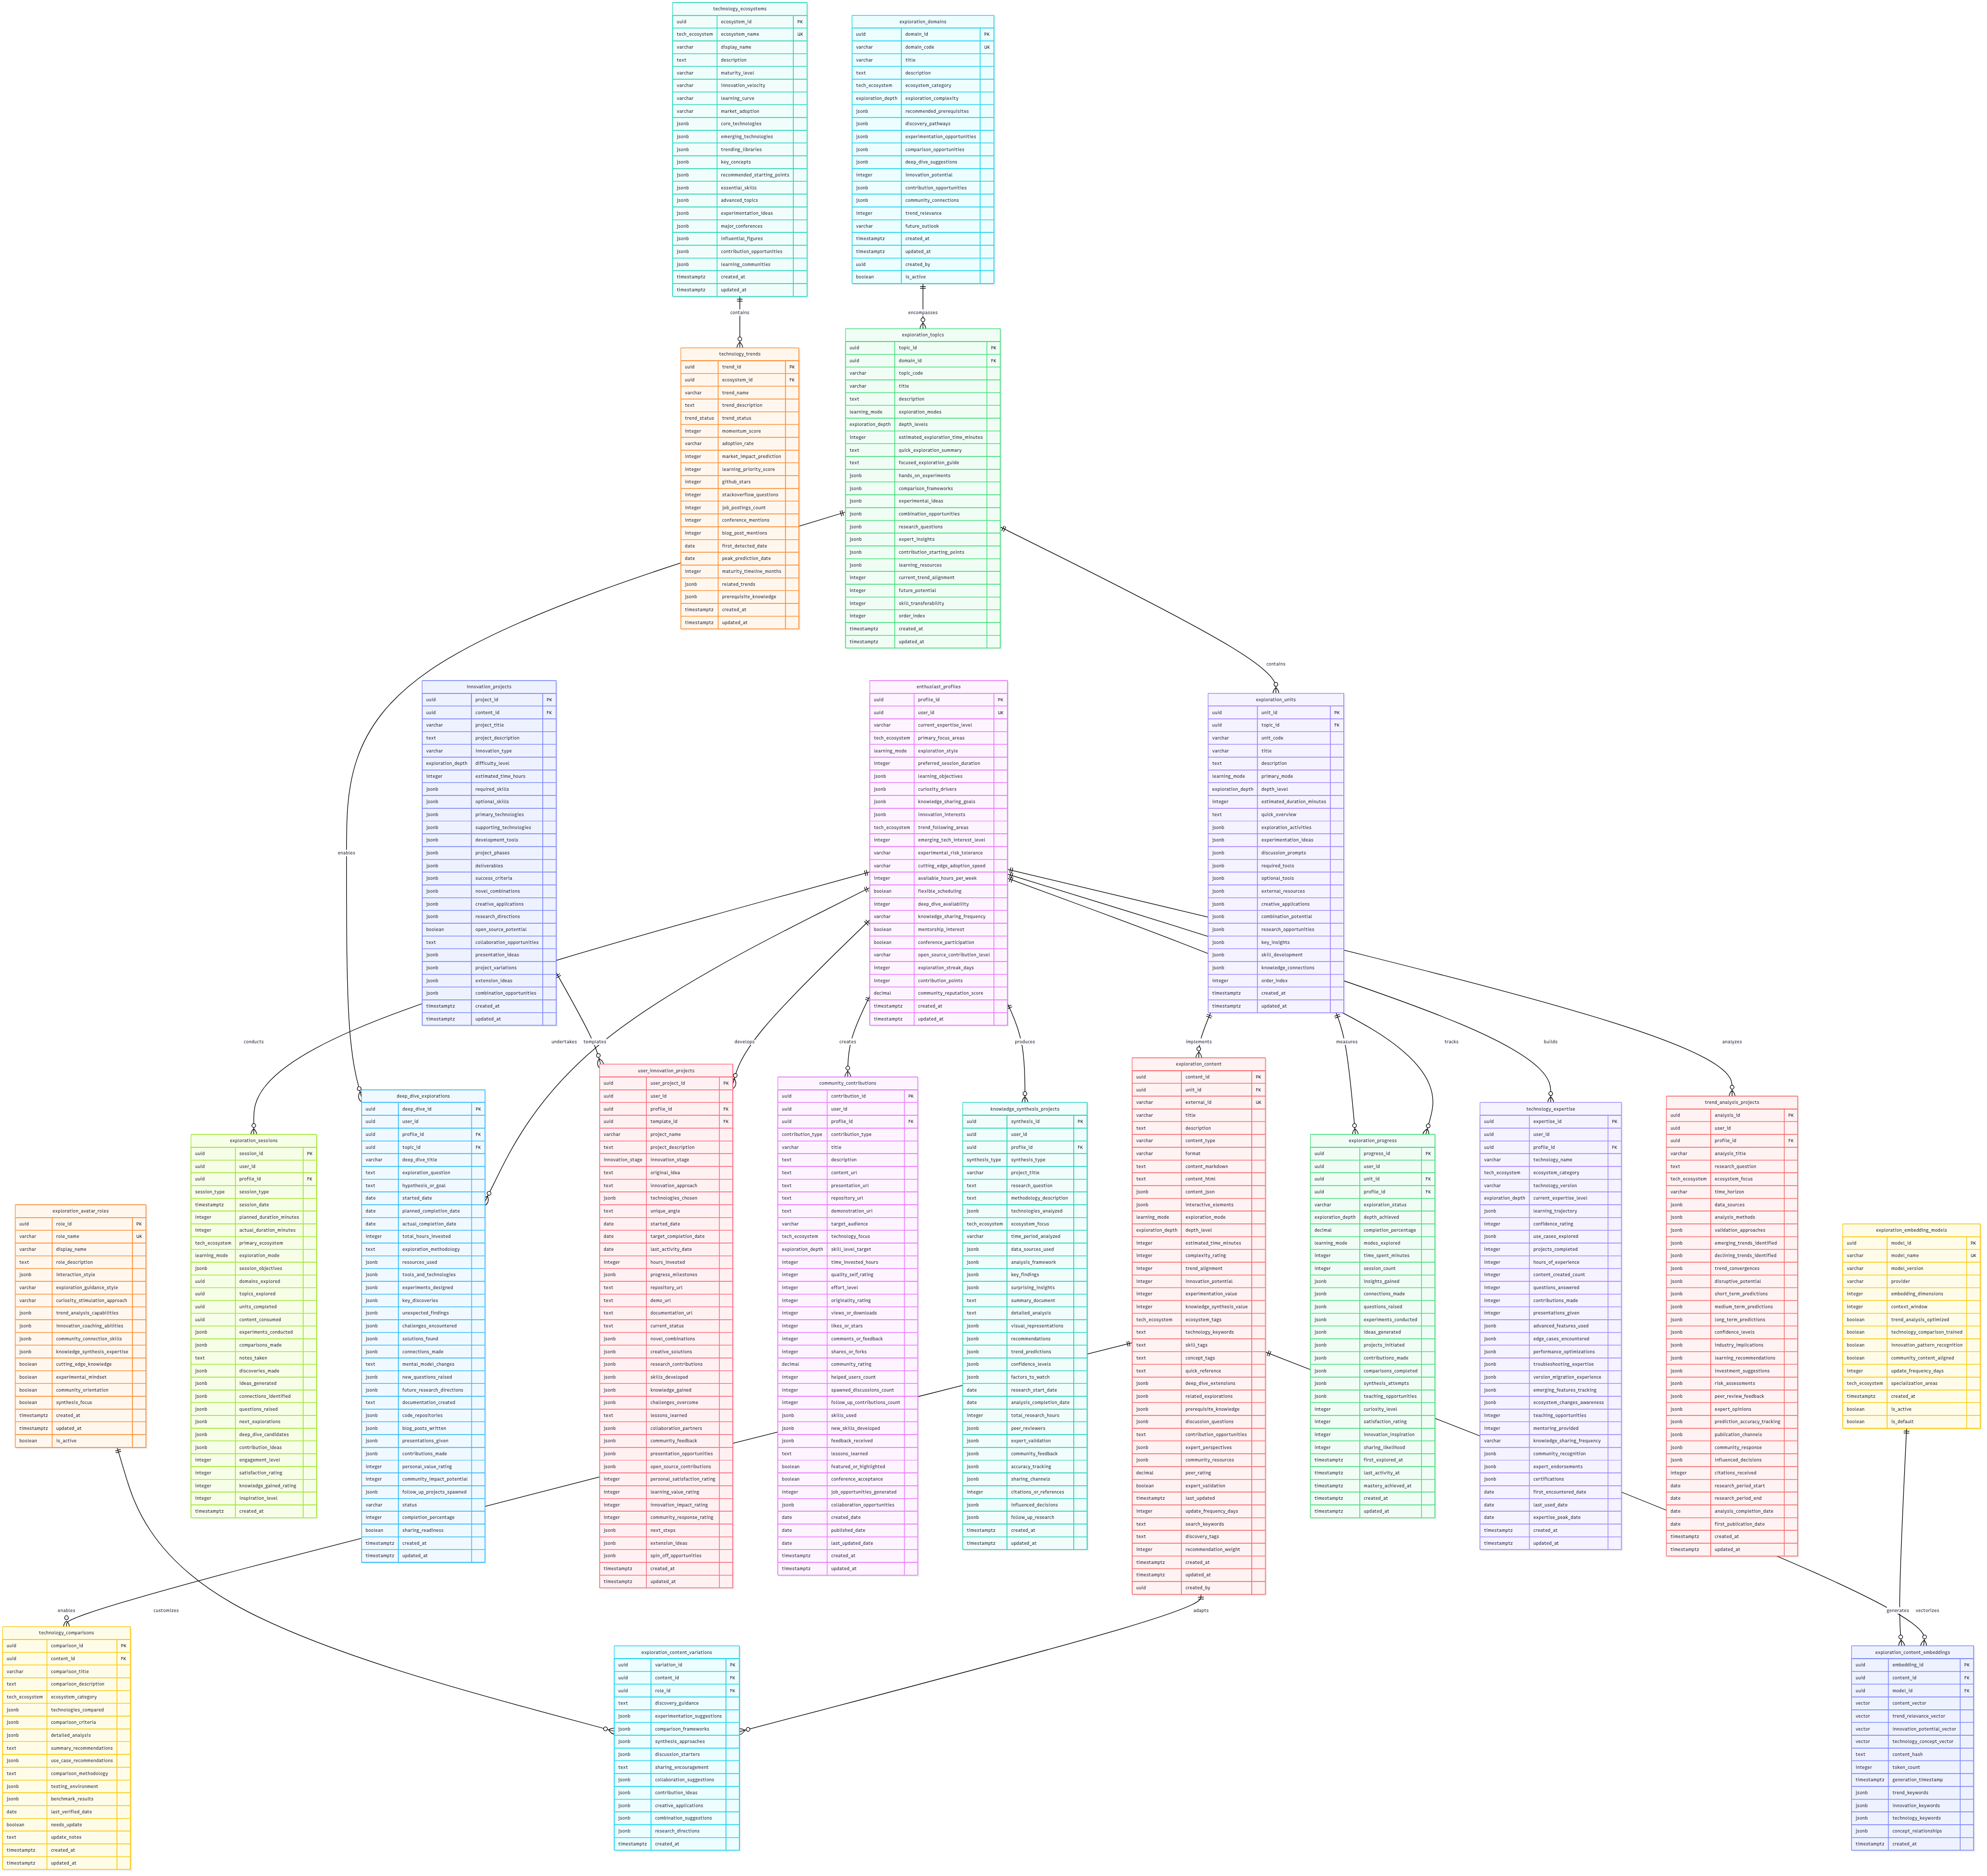 technology_ecosystems
uuid ecosystem_id PK
tech_ecosystem ecosystem_name UK
varchar display_name
text description
varchar maturity_level
varchar innovation_velocity
varchar learning_curve
varchar market_adoption
jsonb core_technologies
jsonb emerging_technologies
jsonb trending_libraries
jsonb key_concepts
jsonb recommended_starting_points
jsonb essential_skills
jsonb advanced_topics
jsonb experimentation_ideas
jsonb major_conferences
jsonb influential_figures
jsonb contribution_opportunities
jsonb learning_communities
timestamptz created_at
timestamptz updated_at
exploration_domains
uuid domain_id PK
varchar domain_code UK
varchar title
text description
tech_ecosystem ecosystem_category
exploration_depth exploration_complexity
jsonb recommended_prerequisites
jsonb discovery_pathways
jsonb experimentation_opportunities
jsonb comparison_opportunities
jsonb deep_dive_suggestions
integer innovation_potential
jsonb contribution_opportunities
jsonb community_connections
integer trend_relevance
varchar future_outlook
timestamptz created_at
timestamptz updated_at
uuid created_by
boolean is_active
contains
encompasses
technology_trends
uuid trend_id PK
uuid ecosystem_id FK
varchar trend_name
text trend_description
trend_status trend_status
integer momentum_score
varchar adoption_rate
integer market_impact_prediction
integer learning_priority_score
integer github_stars
integer stackoverflow_questions
integer job_postings_count
integer conference_mentions
integer blog_post_mentions
date first_detected_date
date peak_prediction_date
integer maturity_timeline_months
jsonb related_trends
jsonb prerequisite_knowledge
timestamptz created_at
timestamptz updated_at
exploration_topics
uuid topic_id PK
uuid domain_id FK
varchar topic_code
varchar title
text description
learning_mode exploration_modes
exploration_depth depth_levels
integer estimated_exploration_time_minutes
text quick_exploration_summary
text focused_exploration_guide
jsonb hands_on_experiments
jsonb comparison_frameworks
jsonb experimental_ideas
jsonb combination_opportunities
jsonb research_questions
jsonb expert_insights
jsonb contribution_starting_points
jsonb learning_resources
integer current_trend_alignment
integer future_potential
integer skill_transferability
integer order_index
timestamptz created_at
timestamptz updated_at
contains
enables
innovation_projects
uuid project_id PK
uuid content_id FK
varchar project_title
text project_description
varchar innovation_type
exploration_depth difficulty_level
integer estimated_time_hours
jsonb required_skills
jsonb optional_skills
jsonb primary_technologies
jsonb supporting_technologies
jsonb development_tools
jsonb project_phases
jsonb deliverables
jsonb success_criteria
jsonb novel_combinations
jsonb creative_applications
jsonb research_directions
boolean open_source_potential
text collaboration_opportunities
jsonb presentation_ideas
jsonb project_variations
jsonb extension_ideas
jsonb combination_opportunities
timestamptz created_at
timestamptz updated_at
enthusiast_profiles
uuid profile_id PK
uuid user_id UK
varchar current_expertise_level
tech_ecosystem primary_focus_areas
learning_mode exploration_style
integer preferred_session_duration
jsonb learning_objectives
jsonb curiosity_drivers
jsonb knowledge_sharing_goals
jsonb innovation_interests
tech_ecosystem trend_following_areas
integer emerging_tech_interest_level
varchar experimental_risk_tolerance
varchar cutting_edge_adoption_speed
integer available_hours_per_week
boolean flexible_scheduling
integer deep_dive_availability
varchar knowledge_sharing_frequency
boolean mentorship_interest
boolean conference_participation
varchar open_source_contribution_level
integer exploration_streak_days
integer contribution_points
decimal community_reputation_score
timestamptz created_at
timestamptz updated_at
exploration_units
uuid unit_id PK
uuid topic_id FK
varchar unit_code
varchar title
text description
learning_mode primary_mode
exploration_depth depth_level
integer estimated_duration_minutes
text quick_overview
jsonb exploration_activities
jsonb experimentation_ideas
jsonb discussion_prompts
jsonb required_tools
jsonb optional_tools
jsonb external_resources
jsonb creative_applications
jsonb combination_potential
jsonb research_opportunities
jsonb key_insights
jsonb skill_development
jsonb knowledge_connections
integer order_index
timestamptz created_at
timestamptz updated_at
conducts
undertakes
templates
develops
creates
produces
implements
measures
tracks
builds
analyzes
exploration_avatar_roles
uuid role_id PK
varchar role_name UK
varchar display_name
text role_description
jsonb interaction_style
varchar exploration_guidance_style
varchar curiosity_stimulation_approach
jsonb trend_analysis_capabilities
jsonb innovation_coaching_abilities
jsonb community_connection_skills
jsonb knowledge_synthesis_expertise
boolean cutting_edge_knowledge
boolean experimental_mindset
boolean community_orientation
boolean synthesis_focus
timestamptz created_at
timestamptz updated_at
boolean is_active
exploration_sessions
uuid session_id PK
uuid user_id
uuid profile_id FK
session_type session_type
timestamptz session_date
integer planned_duration_minutes
integer actual_duration_minutes
tech_ecosystem primary_ecosystem
learning_mode exploration_mode
jsonb session_objectives
uuid domains_explored
uuid topics_explored
uuid units_completed
uuid content_consumed
jsonb experiments_conducted
jsonb comparisons_made
text notes_taken
jsonb discoveries_made
jsonb ideas_generated
jsonb connections_identified
jsonb questions_raised
jsonb next_explorations
jsonb deep_dive_candidates
jsonb contribution_ideas
integer engagement_level
integer satisfaction_rating
integer knowledge_gained_rating
integer inspiration_level
timestamptz created_at
deep_dive_explorations
uuid deep_dive_id PK
uuid user_id
uuid profile_id FK
uuid topic_id FK
varchar deep_dive_title
text exploration_question
text hypothesis_or_goal
date started_date
date planned_completion_date
date actual_completion_date
integer total_hours_invested
text exploration_methodology
jsonb resources_used
jsonb tools_and_technologies
jsonb experiments_designed
jsonb key_discoveries
jsonb unexpected_findings
jsonb challenges_encountered
jsonb solutions_found
jsonb connections_made
text mental_model_changes
jsonb new_questions_raised
jsonb future_research_directions
text documentation_created
jsonb code_repositories
jsonb blog_posts_written
jsonb presentations_given
jsonb contributions_made
integer personal_value_rating
integer community_impact_potential
jsonb follow_up_projects_spawned
varchar status
integer completion_percentage
boolean sharing_readiness
timestamptz created_at
timestamptz updated_at
user_innovation_projects
uuid user_project_id PK
uuid user_id
uuid profile_id FK
uuid template_id FK
varchar project_name
text project_description
innovation_stage innovation_stage
text original_idea
text innovation_approach
jsonb technologies_chosen
text unique_angle
date started_date
date target_completion_date
date last_activity_date
integer hours_invested
jsonb progress_milestones
text repository_url
text demo_url
text documentation_url
text current_status
jsonb novel_combinations
jsonb creative_solutions
jsonb research_contributions
jsonb skills_developed
jsonb knowledge_gained
jsonb challenges_overcome
text lessons_learned
jsonb collaboration_partners
jsonb community_feedback
jsonb presentation_opportunities
jsonb open_source_contributions
integer personal_satisfaction_rating
integer learning_value_rating
integer innovation_impact_rating
integer community_response_rating
jsonb next_steps
jsonb extension_ideas
jsonb spin_off_opportunities
timestamptz created_at
timestamptz updated_at
community_contributions
uuid contribution_id PK
uuid user_id
uuid profile_id FK
contribution_type contribution_type
varchar title
text description
text content_url
text presentation_url
text repository_url
text demonstration_url
varchar target_audience
tech_ecosystem technology_focus
exploration_depth skill_level_target
integer time_invested_hours
integer quality_self_rating
integer effort_level
integer originality_rating
integer views_or_downloads
integer likes_or_stars
integer comments_or_feedback
integer shares_or_forks
decimal community_rating
integer helped_users_count
integer spawned_discussions_count
integer follow_up_contributions_count
jsonb skills_used
jsonb new_skills_developed
jsonb feedback_received
text lessons_learned
boolean featured_or_highlighted
boolean conference_acceptance
integer job_opportunities_generated
jsonb collaboration_opportunities
date created_date
date published_date
date last_updated_date
timestamptz created_at
timestamptz updated_at
knowledge_synthesis_projects
uuid synthesis_id PK
uuid user_id
uuid profile_id FK
synthesis_type synthesis_type
varchar project_title
text research_question
text methodology_description
jsonb technologies_analyzed
tech_ecosystem ecosystem_focus
varchar time_period_analyzed
jsonb data_sources_used
jsonb analysis_framework
jsonb key_findings
jsonb surprising_insights
text summary_document
text detailed_analysis
jsonb visual_representations
jsonb recommendations
jsonb trend_predictions
jsonb confidence_levels
jsonb factors_to_watch
date research_start_date
date analysis_completion_date
integer total_research_hours
jsonb peer_reviewers
jsonb expert_validation
jsonb community_feedback
jsonb accuracy_tracking
jsonb sharing_channels
integer citations_or_references
jsonb influenced_decisions
jsonb follow_up_research
timestamptz created_at
timestamptz updated_at
exploration_content
uuid content_id PK
uuid unit_id FK
varchar external_id UK
varchar title
text description
varchar content_type
varchar format
text content_markdown
text content_html
jsonb content_json
jsonb interactive_elements
learning_mode exploration_mode
exploration_depth depth_level
integer estimated_time_minutes
integer complexity_rating
integer trend_alignment
integer innovation_potential
integer experimentation_value
integer knowledge_synthesis_value
tech_ecosystem ecosystem_tags
text technology_keywords
text skill_tags
text concept_tags
text quick_reference
jsonb deep_dive_extensions
jsonb related_explorations
jsonb prerequisite_knowledge
jsonb discussion_questions
text contribution_opportunities
jsonb expert_perspectives
jsonb community_resources
decimal peer_rating
boolean expert_validation
timestamptz last_updated
integer update_frequency_days
text search_keywords
text discovery_tags
integer recommendation_weight
timestamptz created_at
timestamptz updated_at
uuid created_by
exploration_progress
uuid progress_id PK
uuid user_id
uuid unit_id FK
uuid profile_id FK
varchar exploration_status
exploration_depth depth_achieved
decimal completion_percentage
learning_mode modes_explored
integer time_spent_minutes
integer session_count
jsonb insights_gained
jsonb connections_made
jsonb questions_raised
jsonb experiments_conducted
jsonb ideas_generated
jsonb projects_initiated
jsonb contributions_made
jsonb comparisons_completed
jsonb synthesis_attempts
jsonb teaching_opportunities
integer curiosity_level
integer satisfaction_rating
integer innovation_inspiration
integer sharing_likelihood
timestamptz first_explored_at
timestamptz last_activity_at
timestamptz mastery_achieved_at
timestamptz created_at
timestamptz updated_at
technology_expertise
uuid expertise_id PK
uuid user_id
uuid profile_id FK
varchar technology_name
tech_ecosystem ecosystem_category
varchar technology_version
exploration_depth current_expertise_level
jsonb learning_trajectory
integer confidence_rating
jsonb use_cases_explored
integer projects_completed
integer hours_of_experience
integer content_created_count
integer questions_answered
integer contributions_made
integer presentations_given
jsonb advanced_features_used
jsonb edge_cases_encountered
jsonb performance_optimizations
jsonb troubleshooting_expertise
jsonb version_migration_experience
jsonb emerging_features_tracking
jsonb ecosystem_changes_awareness
integer teaching_opportunities
integer mentoring_provided
varchar knowledge_sharing_frequency
jsonb community_recognition
jsonb expert_endorsements
jsonb certifications
date first_encountered_date
date last_used_date
date expertise_peak_date
timestamptz created_at
timestamptz updated_at
trend_analysis_projects
uuid analysis_id PK
uuid user_id
uuid profile_id FK
varchar analysis_title
text research_question
tech_ecosystem ecosystem_focus
varchar time_horizon
jsonb data_sources
jsonb analysis_methods
jsonb validation_approaches
jsonb emerging_trends_identified
jsonb declining_trends_identified
jsonb trend_convergences
jsonb disruptive_potential
jsonb short_term_predictions
jsonb medium_term_predictions
jsonb long_term_predictions
jsonb confidence_levels
jsonb industry_implications
jsonb learning_recommendations
jsonb investment_suggestions
jsonb risk_assessments
jsonb peer_review_feedback
jsonb expert_opinions
jsonb prediction_accuracy_tracking
jsonb publication_channels
jsonb community_response
jsonb influenced_decisions
integer citations_received
date research_period_start
date research_period_end
date analysis_completion_date
date first_publication_date
timestamptz created_at
timestamptz updated_at
exploration_embedding_models
uuid model_id PK
varchar model_name UK
varchar model_version
varchar provider
integer embedding_dimensions
integer context_window
boolean trend_analysis_optimized
boolean technology_comparison_trained
boolean innovation_pattern_recognition
boolean community_content_aligned
integer update_frequency_days
tech_ecosystem specialization_areas
timestamptz created_at
boolean is_active
boolean is_default
enables
customizes
adapts
generates
vectorizes
technology_comparisons
uuid comparison_id PK
uuid content_id FK
varchar comparison_title
text comparison_description
tech_ecosystem ecosystem_category
jsonb technologies_compared
jsonb comparison_criteria
jsonb detailed_analysis
text summary_recommendations
jsonb use_case_recommendations
text comparison_methodology
jsonb testing_environment
jsonb benchmark_results
date last_verified_date
boolean needs_update
text update_notes
timestamptz created_at
timestamptz updated_at
exploration_content_variations
uuid variation_id PK
uuid content_id FK
uuid role_id FK
text discovery_guidance
jsonb experimentation_suggestions
jsonb comparison_frameworks
jsonb synthesis_approaches
jsonb discussion_starters
text sharing_encouragement
jsonb collaboration_suggestions
jsonb contribution_ideas
jsonb creative_applications
jsonb combination_suggestions
jsonb research_directions
timestamptz created_at
exploration_content_embeddings
uuid embedding_id PK
uuid content_id FK
uuid model_id FK
vector content_vector
vector trend_relevance_vector
vector innovation_potential_vector
vector technology_concept_vector
text content_hash
integer token_count
timestamptz generation_timestamp
jsonb trend_keywords
jsonb innovation_keywords
jsonb technology_keywords
jsonb concept_relationships
timestamptz created_at